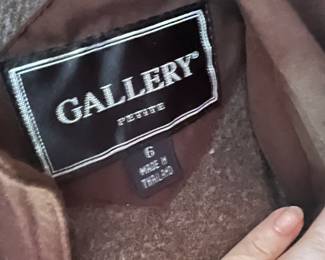 GALLERY®
PETITE
6
MADE IN
THAILAND